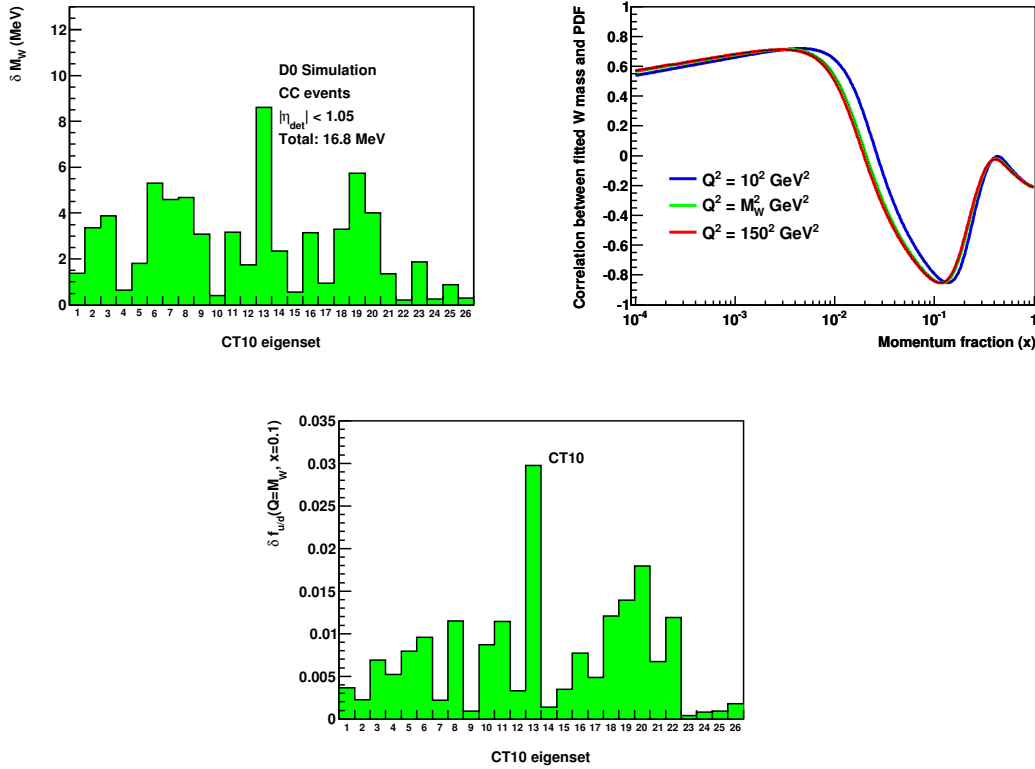 δ M_W (MeV)
12
10
8
6
4
2
0
D0 Simulation
CC events
|η_det| < 1.05
Total: 16.8 MeV
1 2 3 4 5 6 7 8 9 10 11 12 13 14 15 16 17 18 19 20 21 22 23 24 25 26
CT10 eigenset
Correlation between fitted W mass and PDF
1
0.8
0.6
0.4
0.2
0
-0.2
-0.4
-0.6
-0.8
-1
Q² = 10² GeV²
Q² = M²_W GeV²
Q² = 150² GeV²
10⁻⁴ 10⁻³ 10⁻² 10⁻¹ 1
Momentum fraction (x)
δ f_u/d(Q=M_W, x=0.1)
0.035
0.03
0.025
0.02
0.015
0.01
0.005
0
CT10
1 2 3 4 5 6 7 8 9 10 11 12 13 14 15 16 17 18 19 20 21 22 23 24 25 26
CT10 eigenset